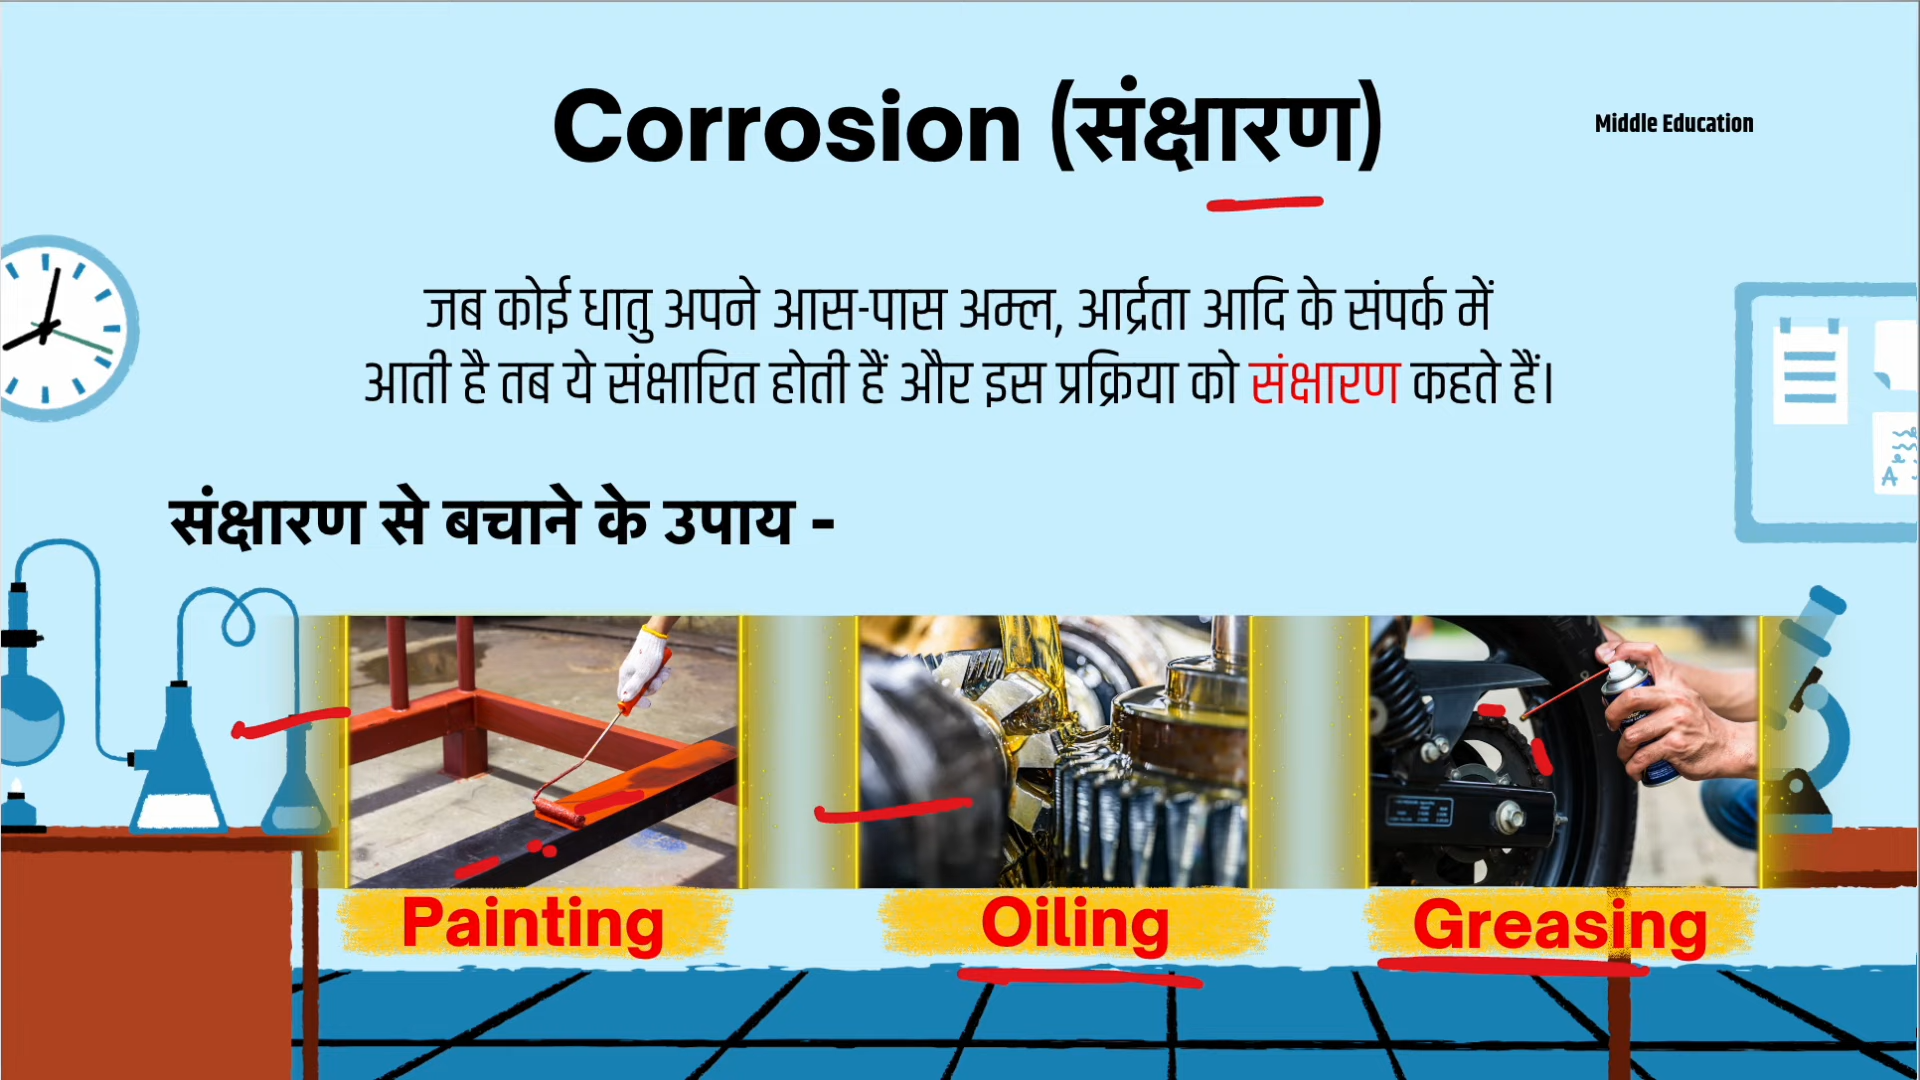 Corrosion (संक्षारण)
Middle Education
जब कोई धातु अपने आस-पास अम्ल, आर्द्रता आदि के संपर्क में
आती है तब ये संक्षारित होती हैं और इस प्रक्रिया को संक्षारण कहते हैं।
संक्षारण से बचाने के उपाय -
Painting
Oiling
Greasing